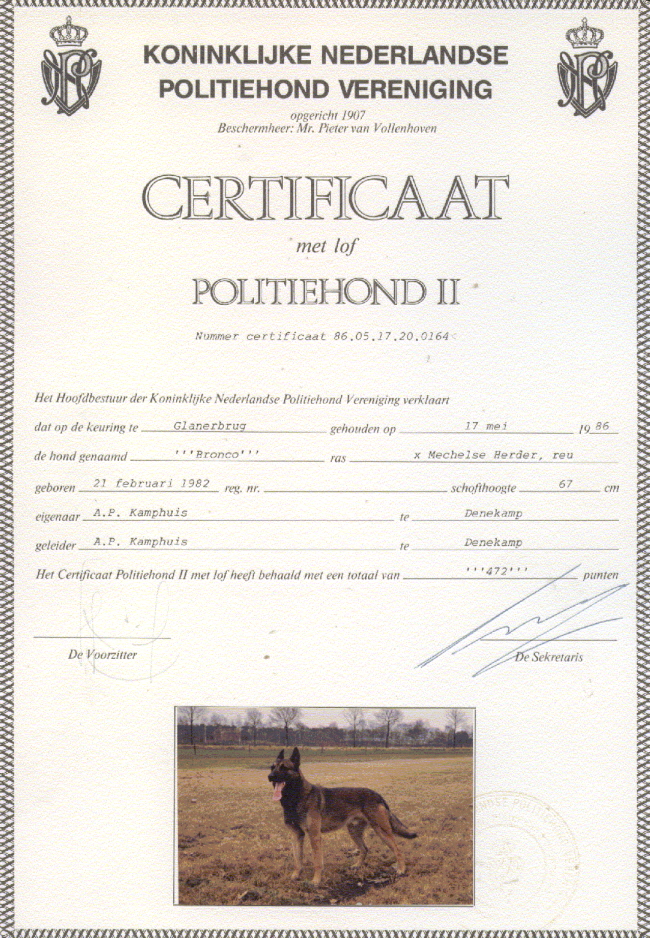 KONINKLIJKE NEDERLANDSE
POLITIEHOND VERENIGING
opgericht 1907
Beschermheer: Mr. Pieter van Vollenhoven
CERTIFICAAT
met lof
POLITIEHOND II
Nummer certificaat 86.05.17.20.0164
Het Hoofdbestuur der Koninklijke Nederlandse Politiehond Vereniging verklaart
dat op de keuring te Glanerbrug gehouden op 17 mei 1986
de hond genaamd '''Bronco''' ras x Mechelse Herder, reu
geboren 21 februari 1982 reg. nr. schofthoogte 67 cm
eigenaar A.P. Kamphuis te Denekamp
geleider A.P. Kamphuis te Denekamp
Het Certificaat Politiehond II met lof heeft behaald met een totaal van '''472''' punten
De Voorzitter De Sekretaris